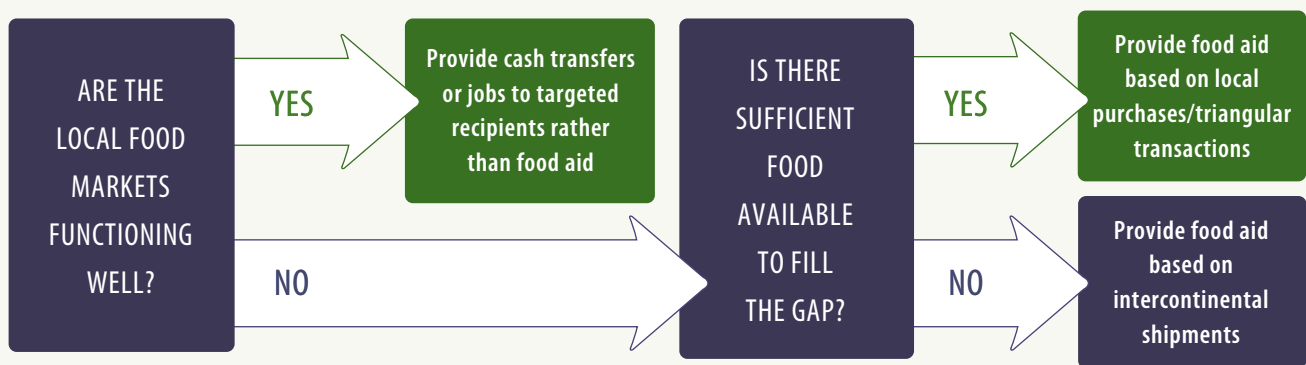 ARE THE
LOCAL FOOD
MARKETS
FUNCTIONING
WELL?
YES
Provide cash transfers
or jobs to targeted
recipients rather
than food aid
NO
IS THERE
SUFFICIENT
FOOD
AVAILABLE
TO FILL
THE GAP?
YES
Provide food aid
based on local
purchases/triangular
transactions
NO
Provide food aid
based on
intercontinental
shipments